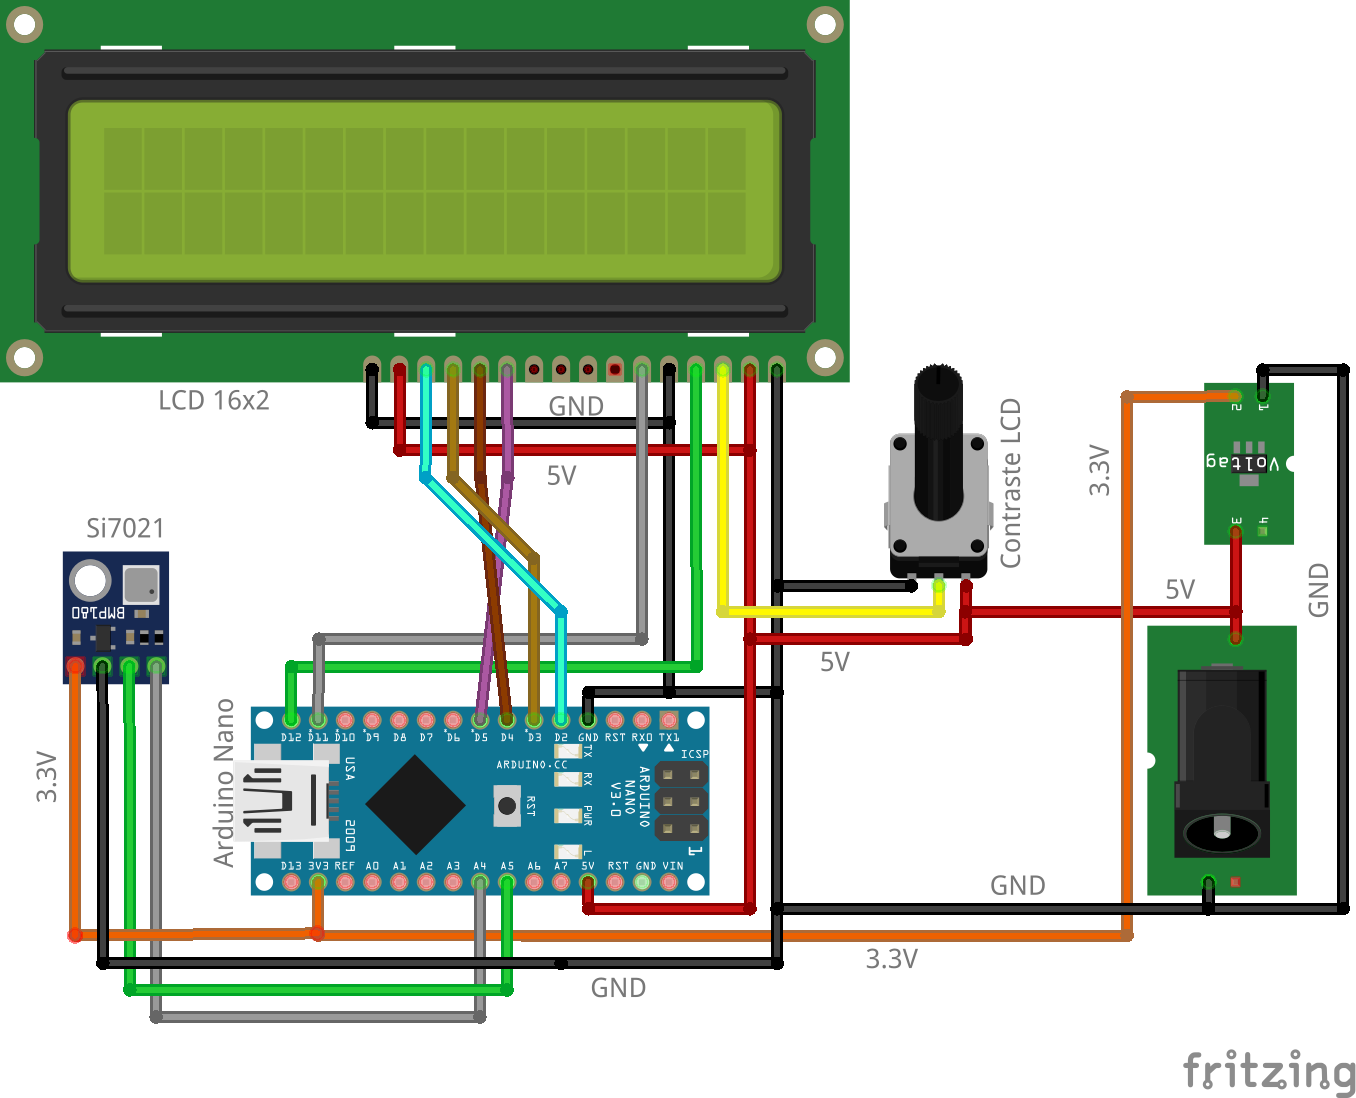 LCD 16x2
GND
5V
Contraste LCD
3.3V
2
1
Voltag
3
4
5V
GND
5V
Si7021
BMP180
3.3V
Arduino Nano
D12 D11 D10 D9 D8 D7 D6 D5 D4 D3 D2 GND RST RX0 TX1
TX
RX
PWR
L
ICSP
ARDUINO.CC
RST
ARDUINO
NANO
V3.0
USA
2009
1
D13 3V3 REF A0 A1 A2 A3 A4 A5 A6 A7 5V RST GND VIN
GND
3.3V
GND
fritzing